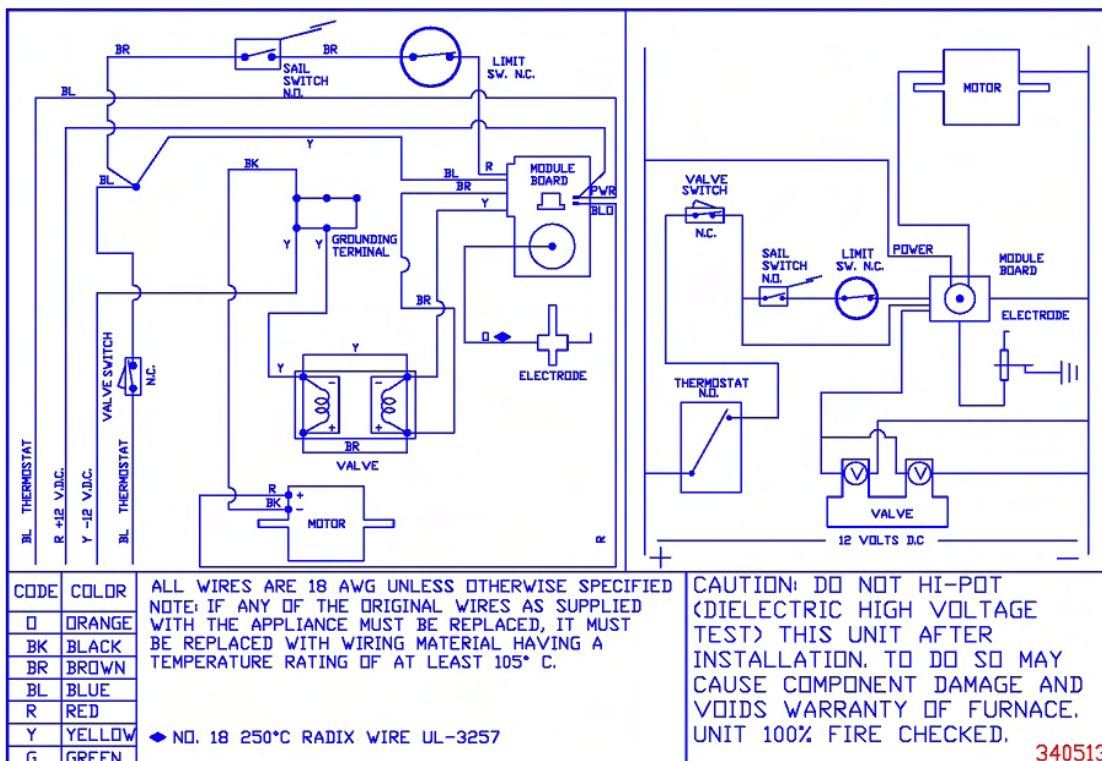 BR
BR
SAIL
SWITCH
N.O.
LIMIT
SW. N.C.
BL
Y
BK
BL
R
BL
BR
Y
MODULE
BOARD
PWR
BLO
GROUNDING
TERMINAL
Y
Y
BR
O
ELECTRODE
VALVE SWITCH
N.C.
Y
Y
Y
-
+
-
+
BR
VALVE
R
BK
+
-
MOTOR
R
BL THERMOSTAT
R +12 V.D.C.
Y -12 V.D.C.
BL THERMOSTAT
MOTOR
VALVE
SWITCH
N.C.
SAIL
SWITCH
N.O.
LIMIT
SW. N.C.
POWER
MODULE
BOARD
ELECTRODE
THERMOSTAT
N.O.
V
V
VALVE
12 VOLTS D.C
+
-
CODE COLOR
O ORANGE
BK BLACK
BR BROWN
BL BLUE
R RED
Y YELLOW
G GREEN
ALL WIRES ARE 18 AWG UNLESS OTHERWISE SPECIFIED
NOTE: IF ANY OF THE ORIGINAL WIRES AS SUPPLIED
WITH THE APPLIANCE MUST BE REPLACED, IT MUST
BE REPLACED WITH WIRING MATERIAL HAVING A
TEMPERATURE RATING OF AT LEAST 105° C.
◆ NO. 18 250°C RADIX WIRE UL-3257
CAUTION: DO NOT HI-POT
(DIELECTRIC HIGH VOLTAGE
TEST) THIS UNIT AFTER
INSTALLATION. TO DO SO MAY
CAUSE COMPONENT DAMAGE AND
VOIDS WARRANTY OF FURNACE.
UNIT 100% FIRE CHECKED.
340513